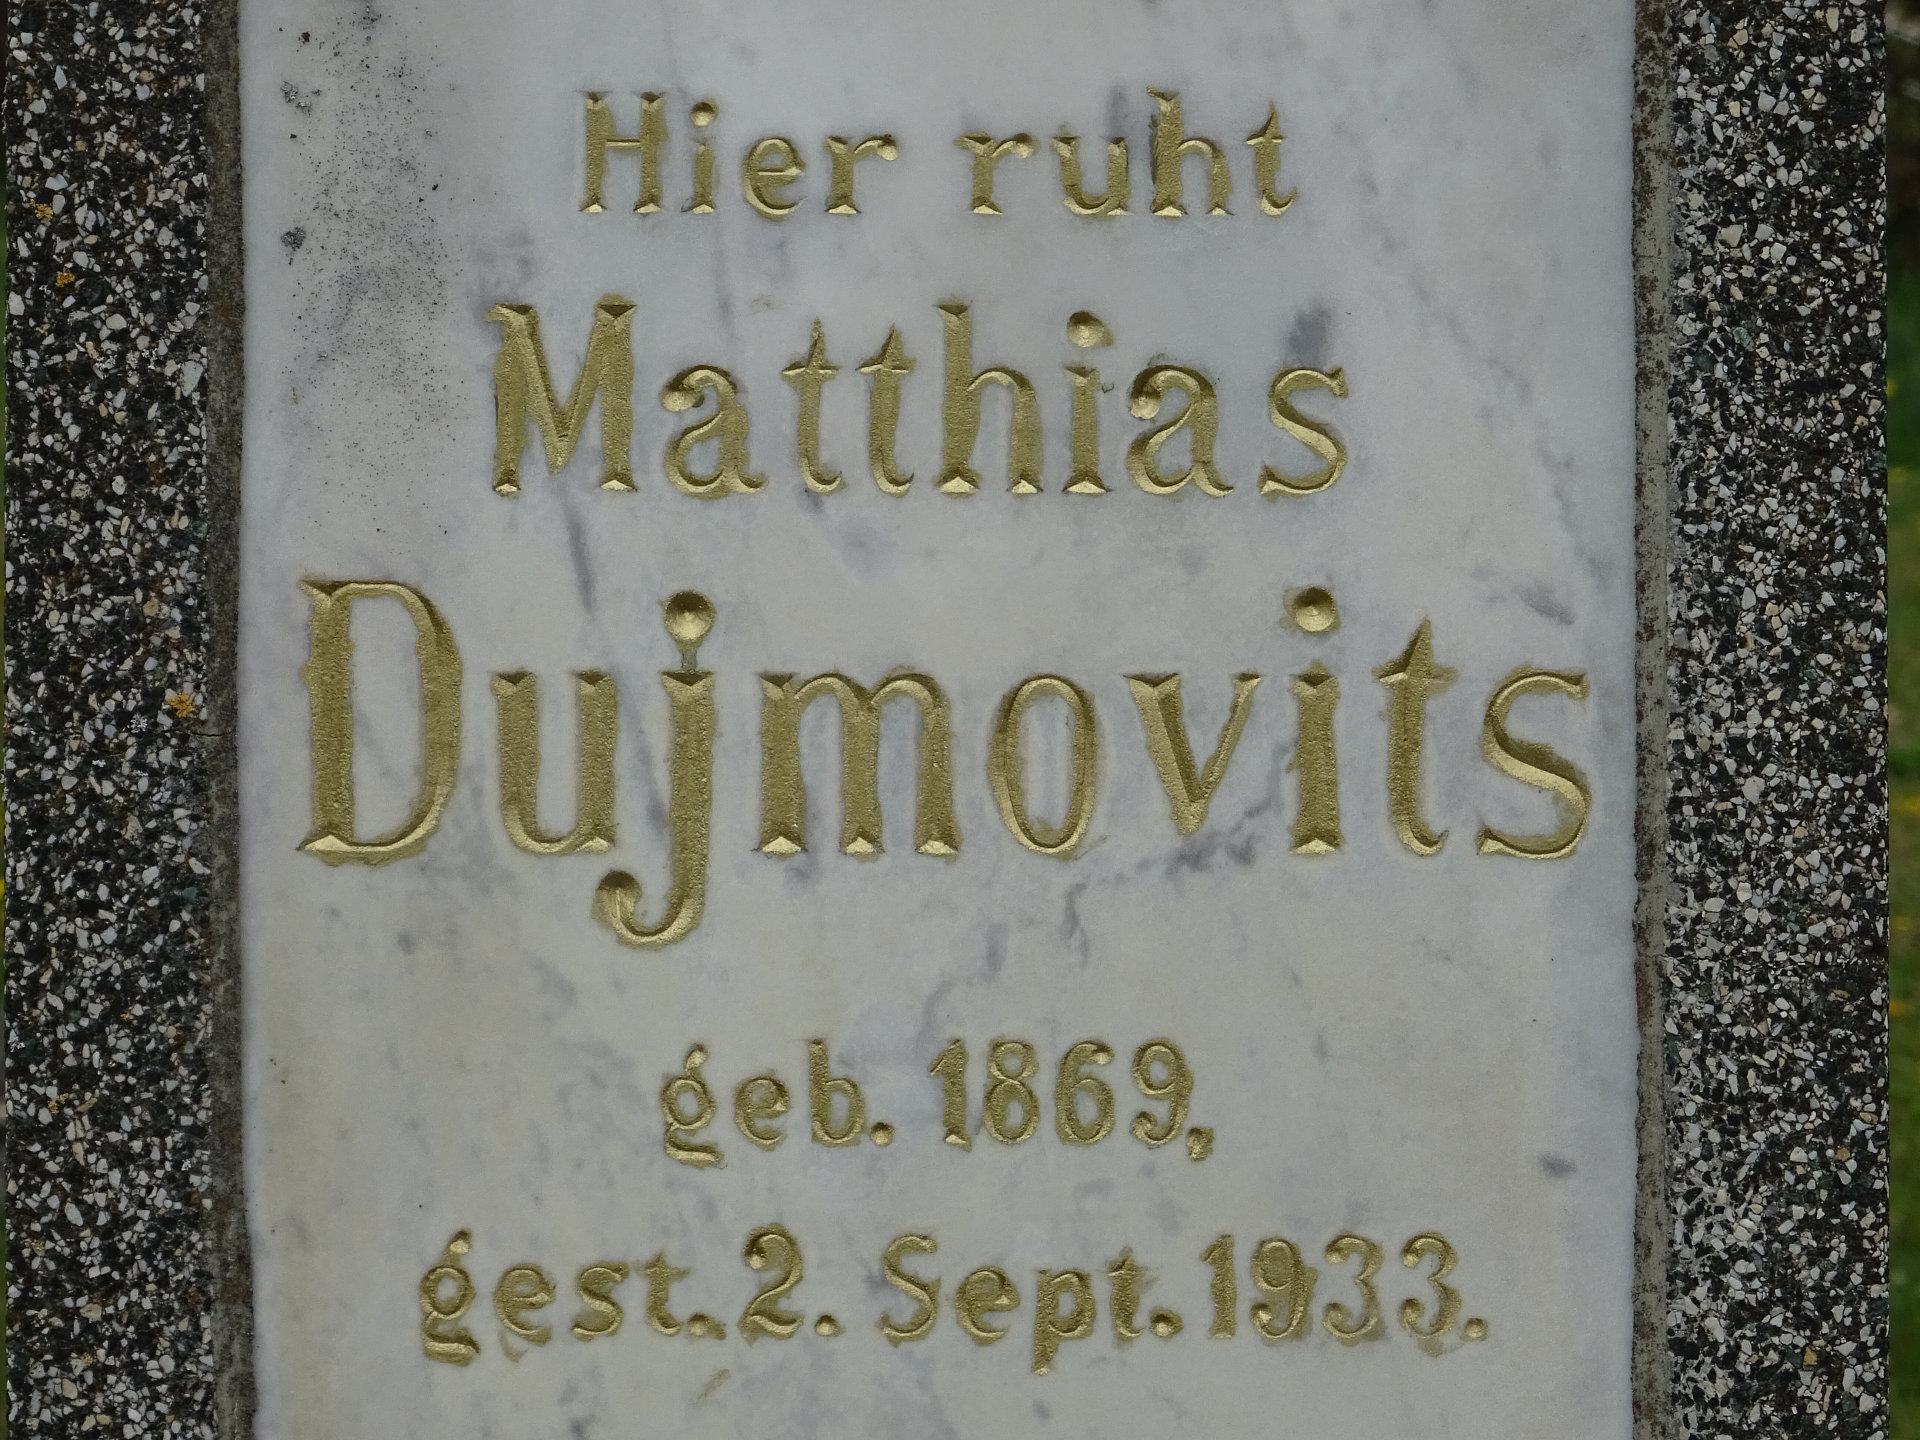 Hier ruht
Matthias
Dujmovits
geb. 1869,
gest. 2. Sept. 1933.